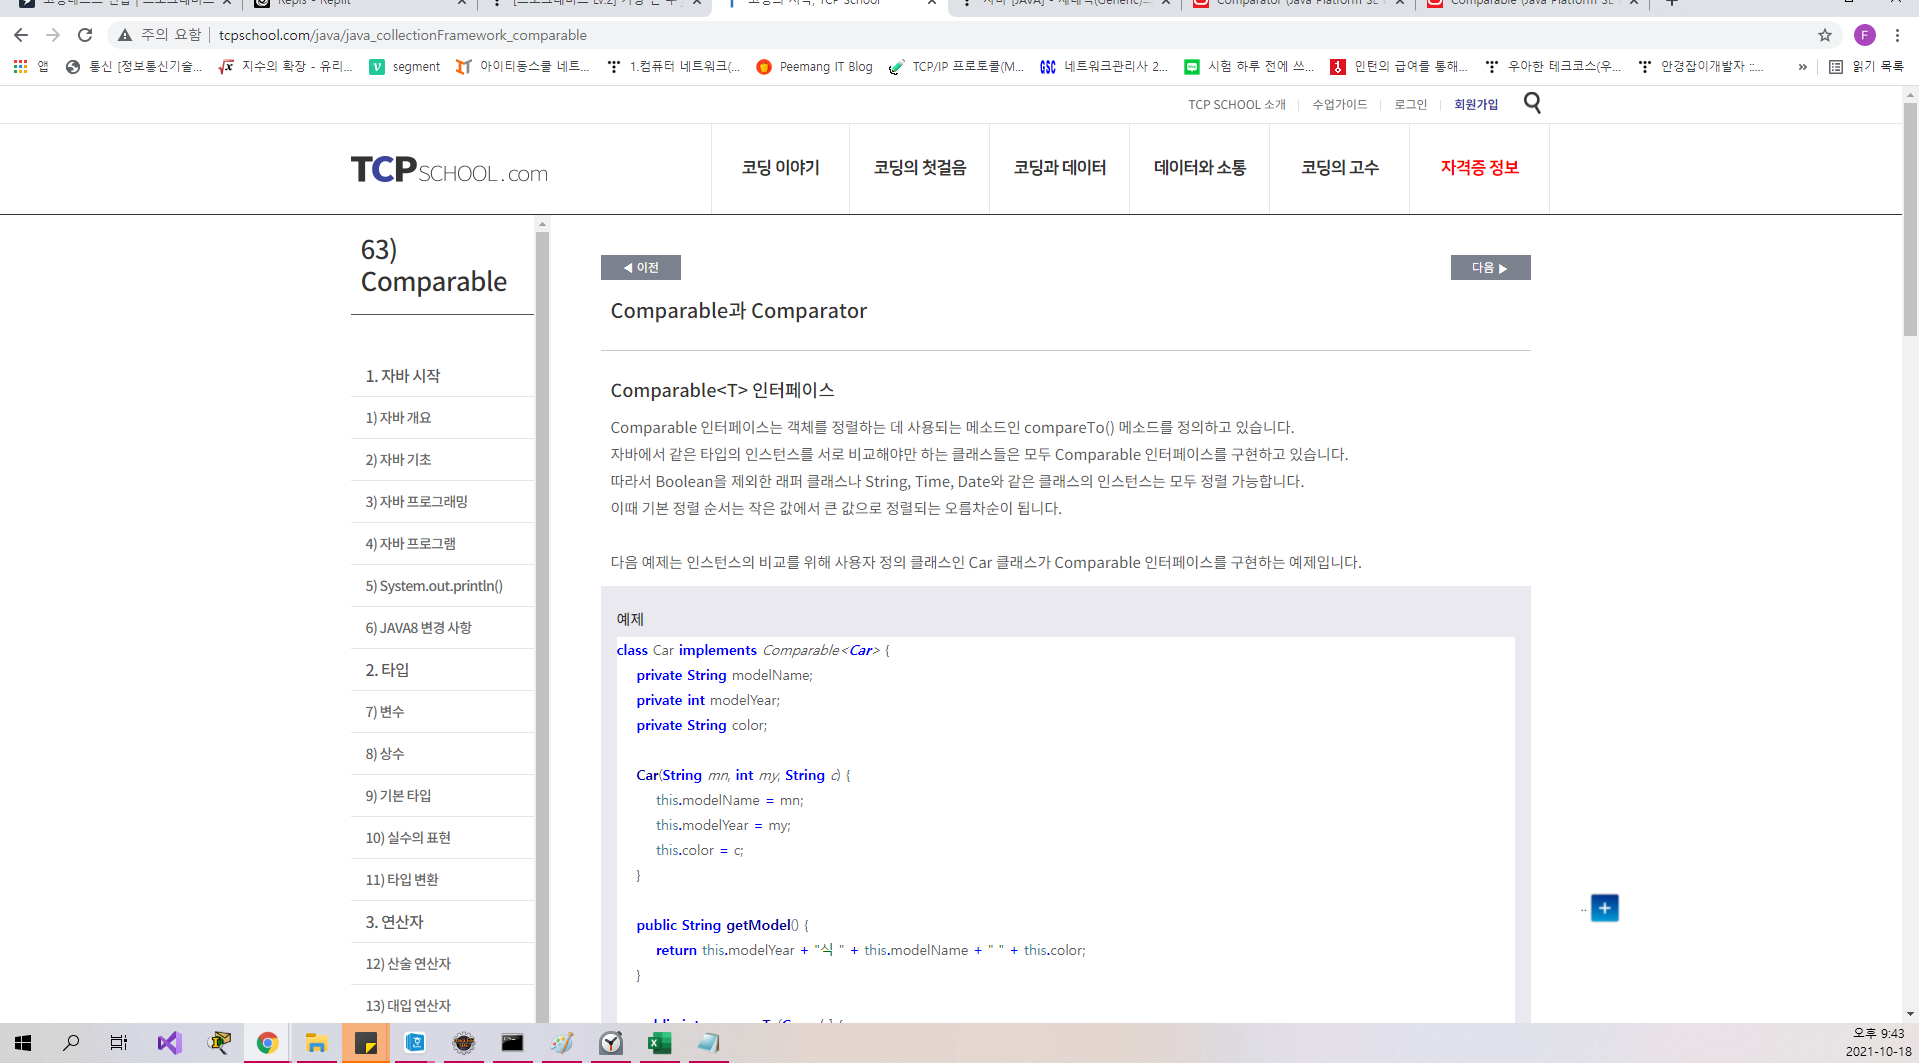 주의 요함 | tcpschool.com/java/java_collectionFramework_comparable
F
앱 통신 [정보통신기술... 지수의 확장 - 유리... segment 아이티동스쿨 네트... 1.컴퓨터 네트워크(... Peemang IT Blog TCP/IP 프로토콜(M... 네트워크관리사 2... 시험 하루 전에 쓰... 인턴의 급여를 통해... 우아한 테크코스(우... 안경잡이개발자 ::... » 읽기 목록
TCP SCHOOL 소개 수업가이드 로그인 회원가입
TCPSCHOOL.com
코딩 이야기 코딩의 첫걸음 코딩과 데이터 데이터와 소통 코딩의 고수 자격증 정보
63)
Comparable
1. 자바 시작
1) 자바 개요
2) 자바 기초
3) 자바 프로그래밍
4) 자바 프로그램
5) System.out.println()
6) JAVA8 변경 사항
2. 타입
7) 변수
8) 상수
9) 기본 타입
10) 실수의 표현
11) 타입 변환
3. 연산자
12) 산술 연산자
13) 대입 연산자
◀ 이전
다음 ▶
Comparable과 Comparator
Comparable<T> 인터페이스
Comparable 인터페이스는 객체를 정렬하는 데 사용되는 메소드인 compareTo() 메소드를 정의하고 있습니다.
자바에서 같은 타입의 인스턴스를 서로 비교해야만 하는 클래스들은 모두 Comparable 인터페이스를 구현하고 있습니다.
따라서 Boolean을 제외한 래퍼 클래스나 String, Time, Date와 같은 클래스의 인스턴스는 모두 정렬 가능합니다.
이때 기본 정렬 순서는 작은 값에서 큰 값으로 정렬되는 오름차순이 됩니다.
다음 예제는 인스턴스의 비교를 위해 사용자 정의 클래스인 Car 클래스가 Comparable 인터페이스를 구현하는 예제입니다.
예제
class Car implements Comparable<Car> {
private String modelName;
private int modelYear;
private String color;
Car(String mn, int my, String c) {
this.modelName = mn;
this.modelYear = my;
this.color = c;
}
public String getModel() {
return this.modelYear + "식 " + this.modelName + " " + this.color;
}
오후 9:43
2021-10-18